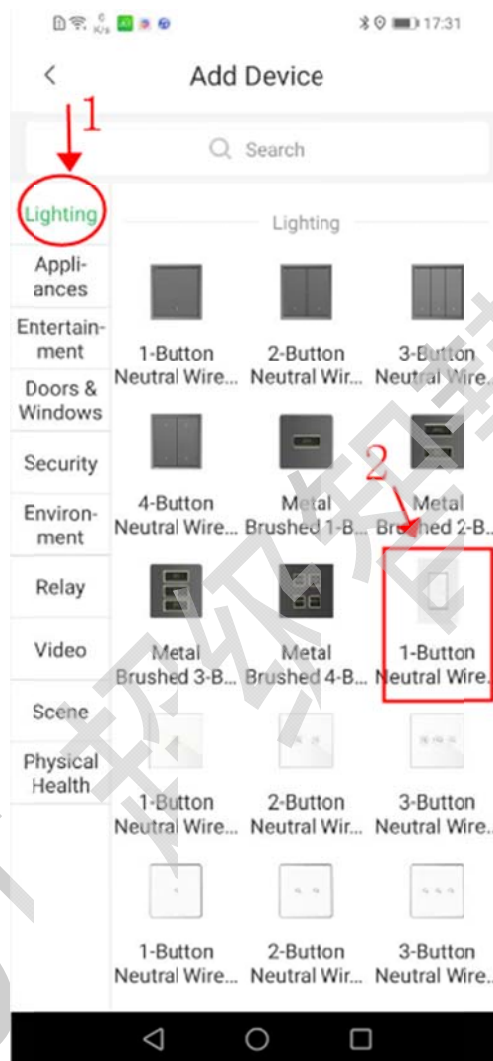 0
K/s
17:31
Add Device
1
Search
Lighting
Lighting
Appli-
ances
Entertain-
ment
Doors &
Windows
Security
Environ-
ment
Relay
Video
Scene
Physical
Health
1-Button
Neutral Wire...
2-Button
Neutral Wir...
3-Button
Neutral Wire..
2
4-Button
Neutral Wire...
Metal
Brushed 1-B...
Metal
Brushed 2-B..
Metal
Brushed 3-B...
Metal
Brushed 4-B...
1-Button
Neutral Wire..
1-Button
Neutral Wire...
2-Button
Neutral Wir...
3-Button
Neutral Wire..
1-Button
Neutral Wire...
2-Button
Neutral Wir...
3-Button
Neutral Wire..